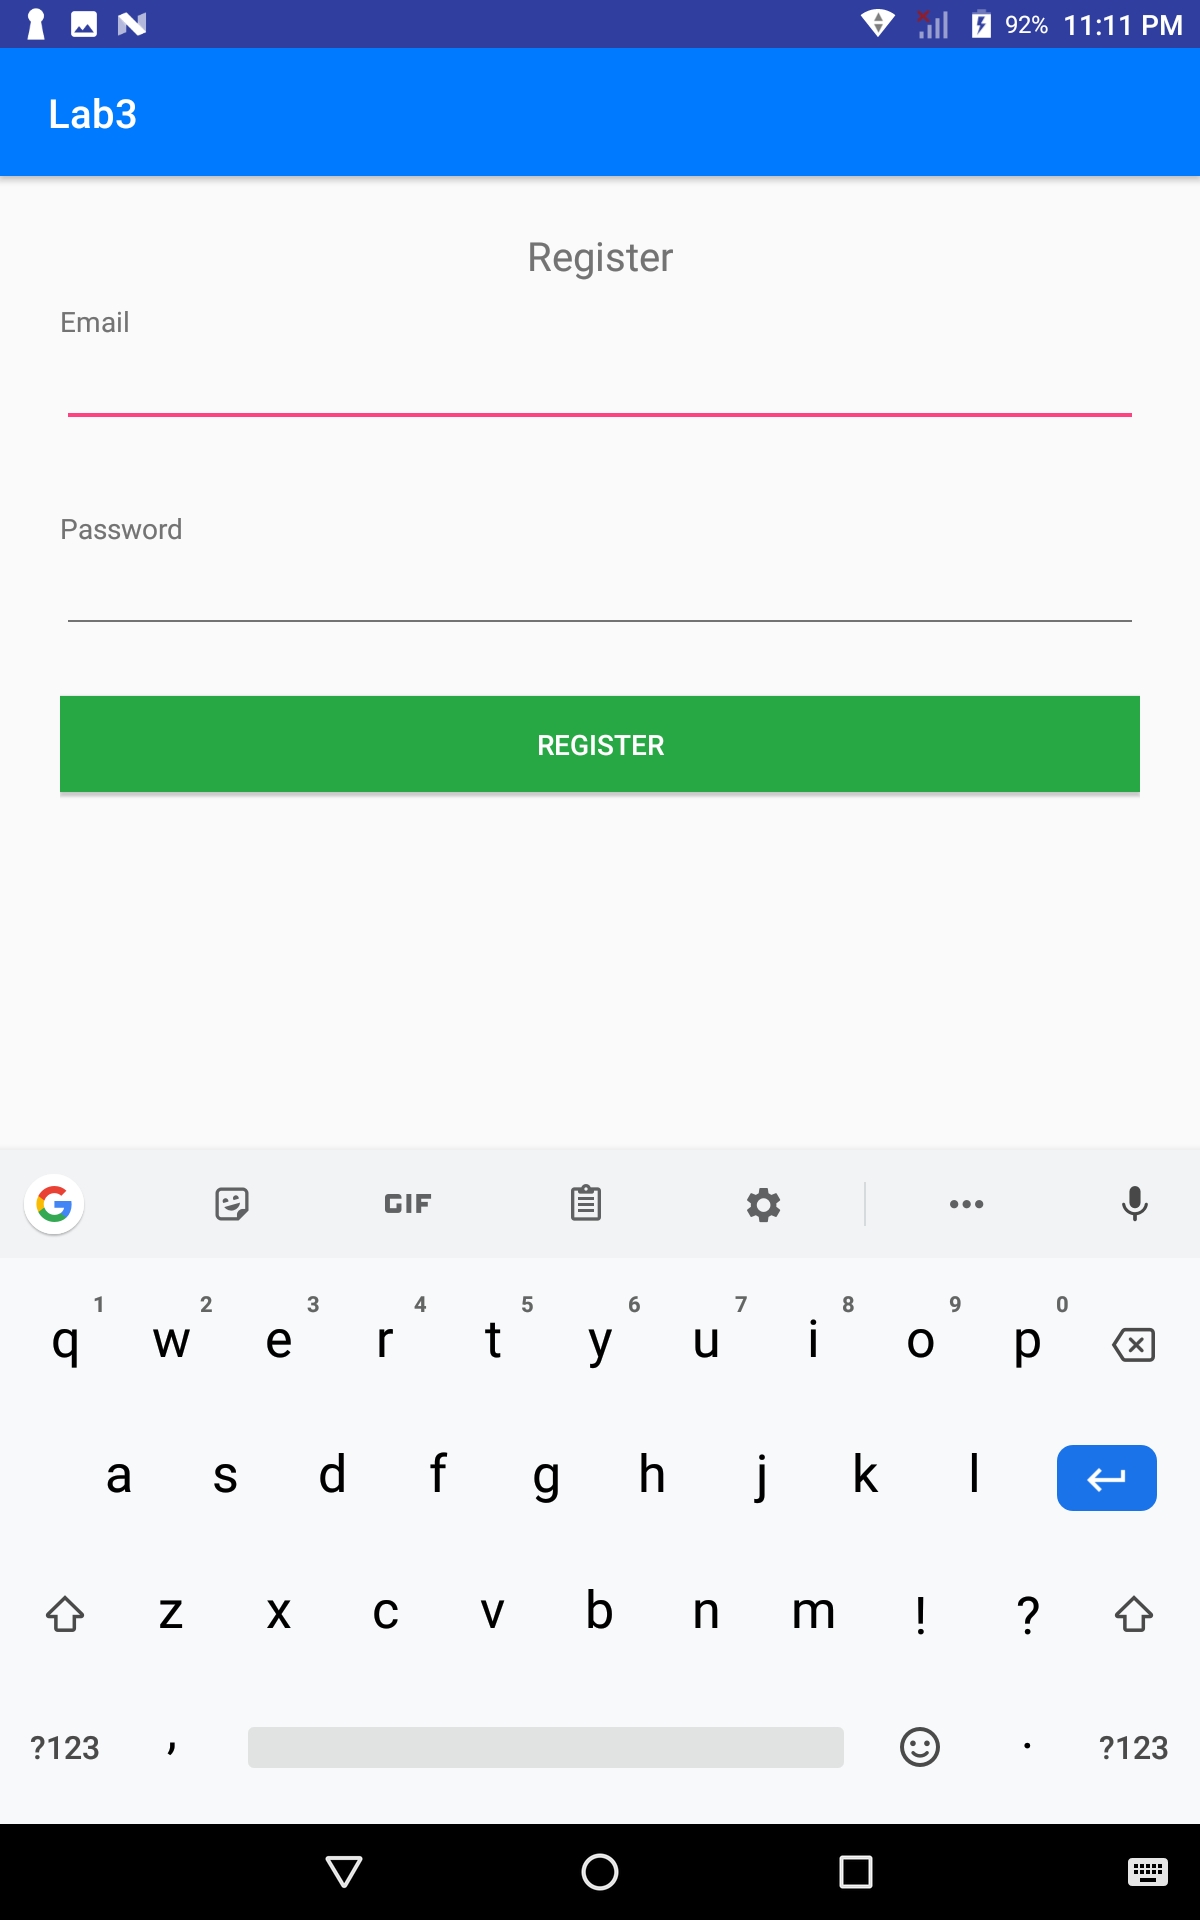 92% 11:11 PM
Lab3
Register
Email
Password
REGISTER
GIF
1 2 3 4 5 6 7 8 9 0
q w e r t y u i o p
a s d f g h j k l
z x c v b n m ! ?
?123 , . ?123